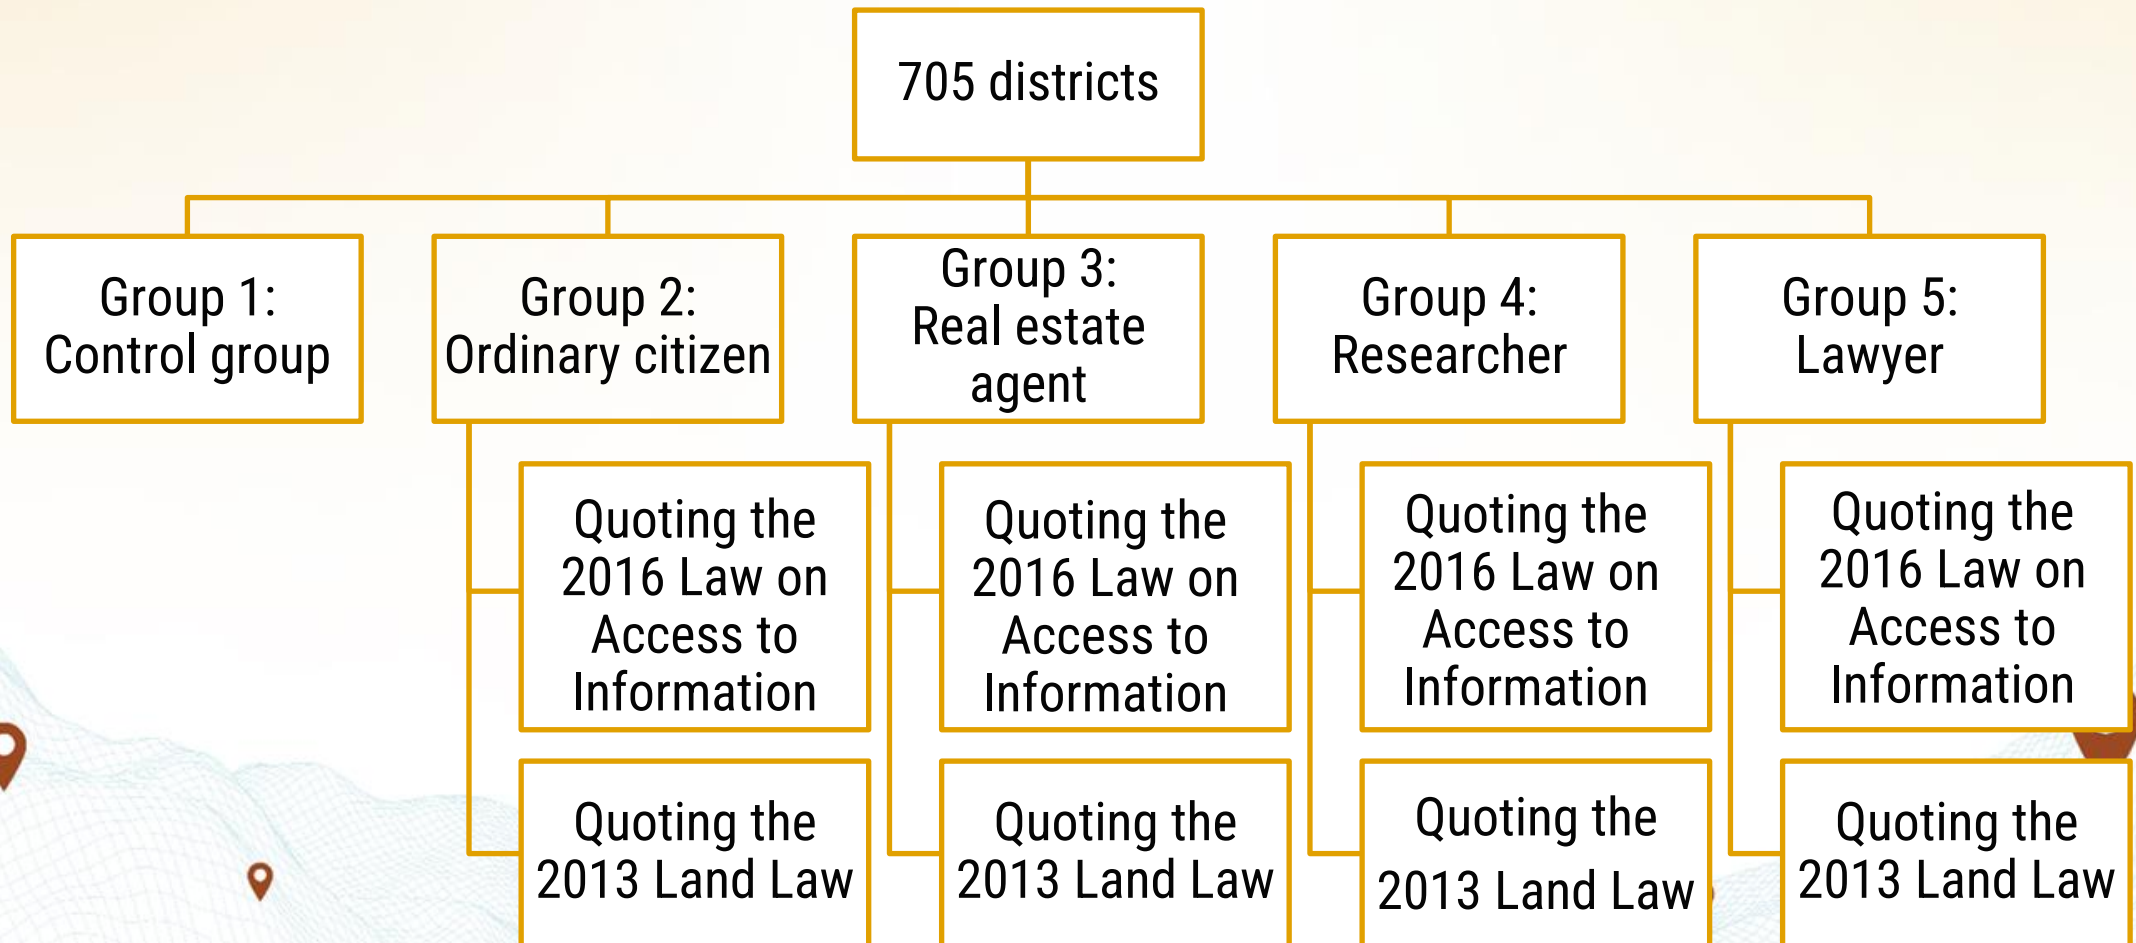 705 districts
Group 1:
Control group
Group 2:
Ordinary citizen
Group 3:
Real estate
agent
Group 4:
Researcher
Group 5:
Lawyer
Quoting the
2016 Law on
Access to
Information
Quoting the
2013 Land Law
Quoting the
2016 Law on
Access to
Information
Quoting the
2013 Land Law
Quoting the
2016 Law on
Access to
Information
Quoting the
2013 Land Law
Quoting the
2016 Law on
Access to
Information
Quoting the
2013 Land Law